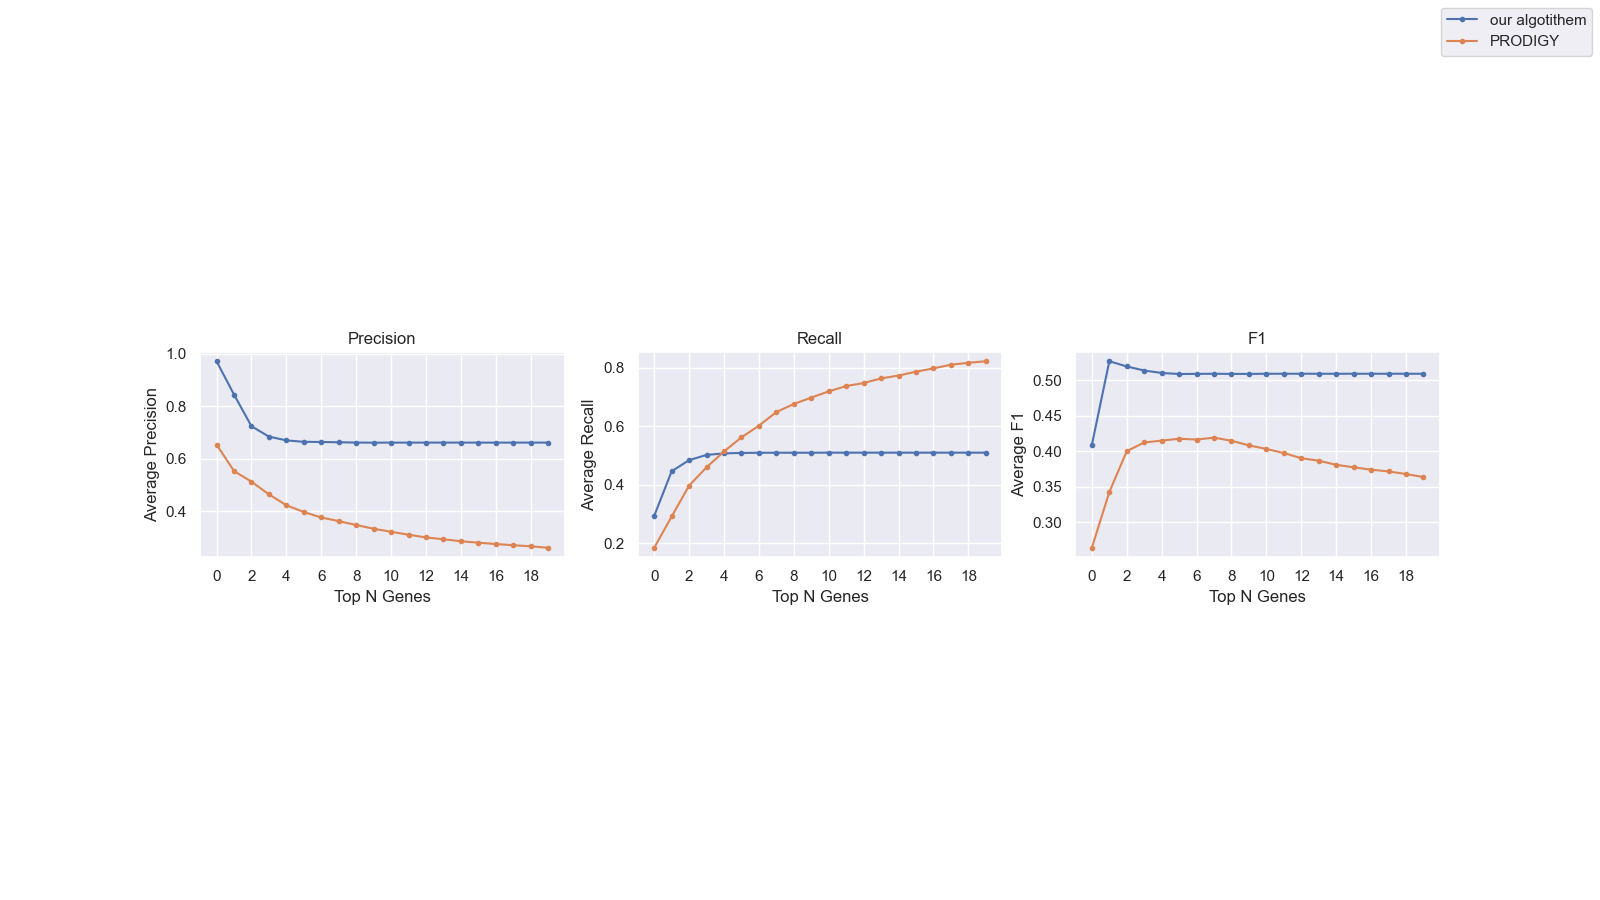 our algotithem
PRODIGY
Precision
Recall
F1
1.0
0.8
0.6
0.4
Average Precision
0 2 4 6 8 10 12 14 16 18
Top N Genes
0.8
0.6
0.4
0.2
Average Recall
0 2 4 6 8 10 12 14 16 18
Top N Genes
0.50
0.45
0.40
0.35
0.30
Average F1
0 2 4 6 8 10 12 14 16 18
Top N Genes